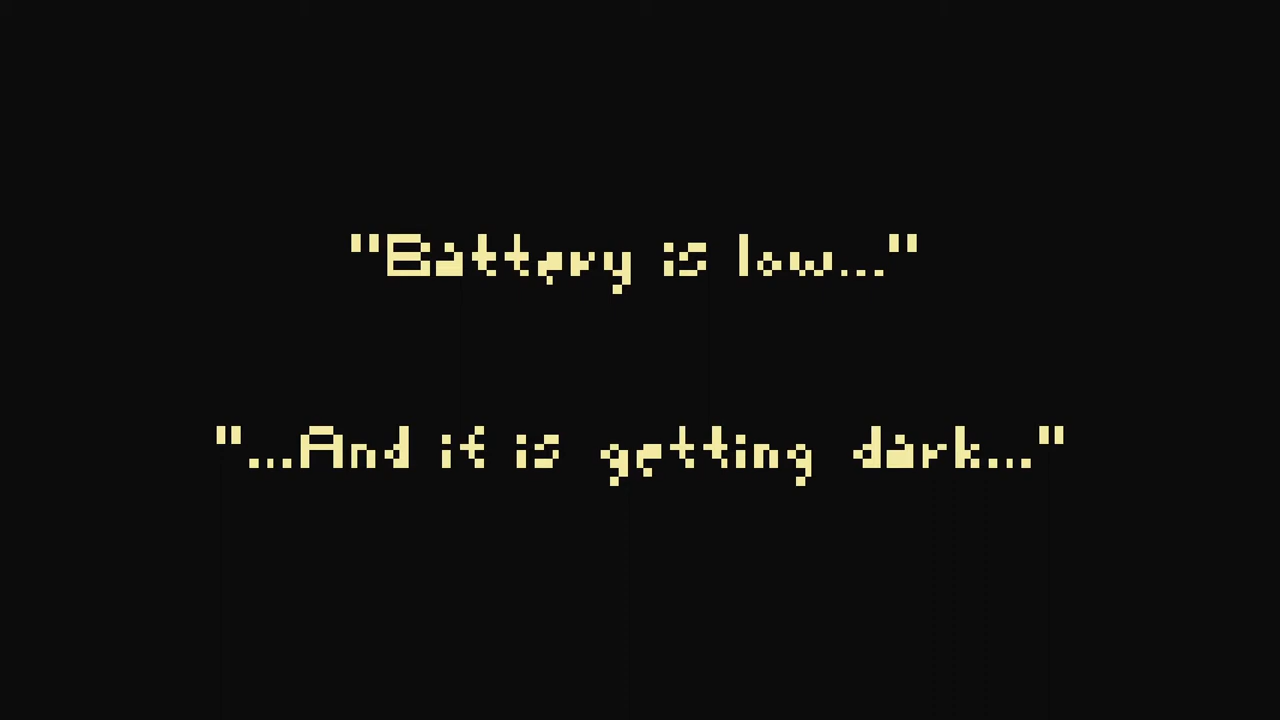 "Battery is low..."
"...And it is getting dark..."